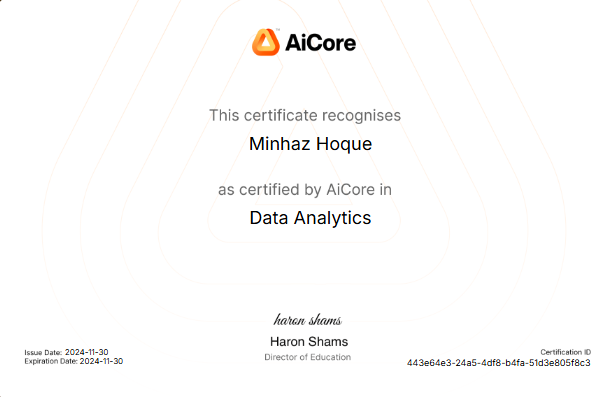 AiCore
This certificate recognises
Minhaz Hoque
as certified by AiCore in
Data Analytics
haron shams
Haron Shams
Director of Education
Issue Date: 2024-11-30
Expiration Date: 2024-11-30
Certification ID
443e64e3-24a5-4df8-b4fa-51d3e805f8c3